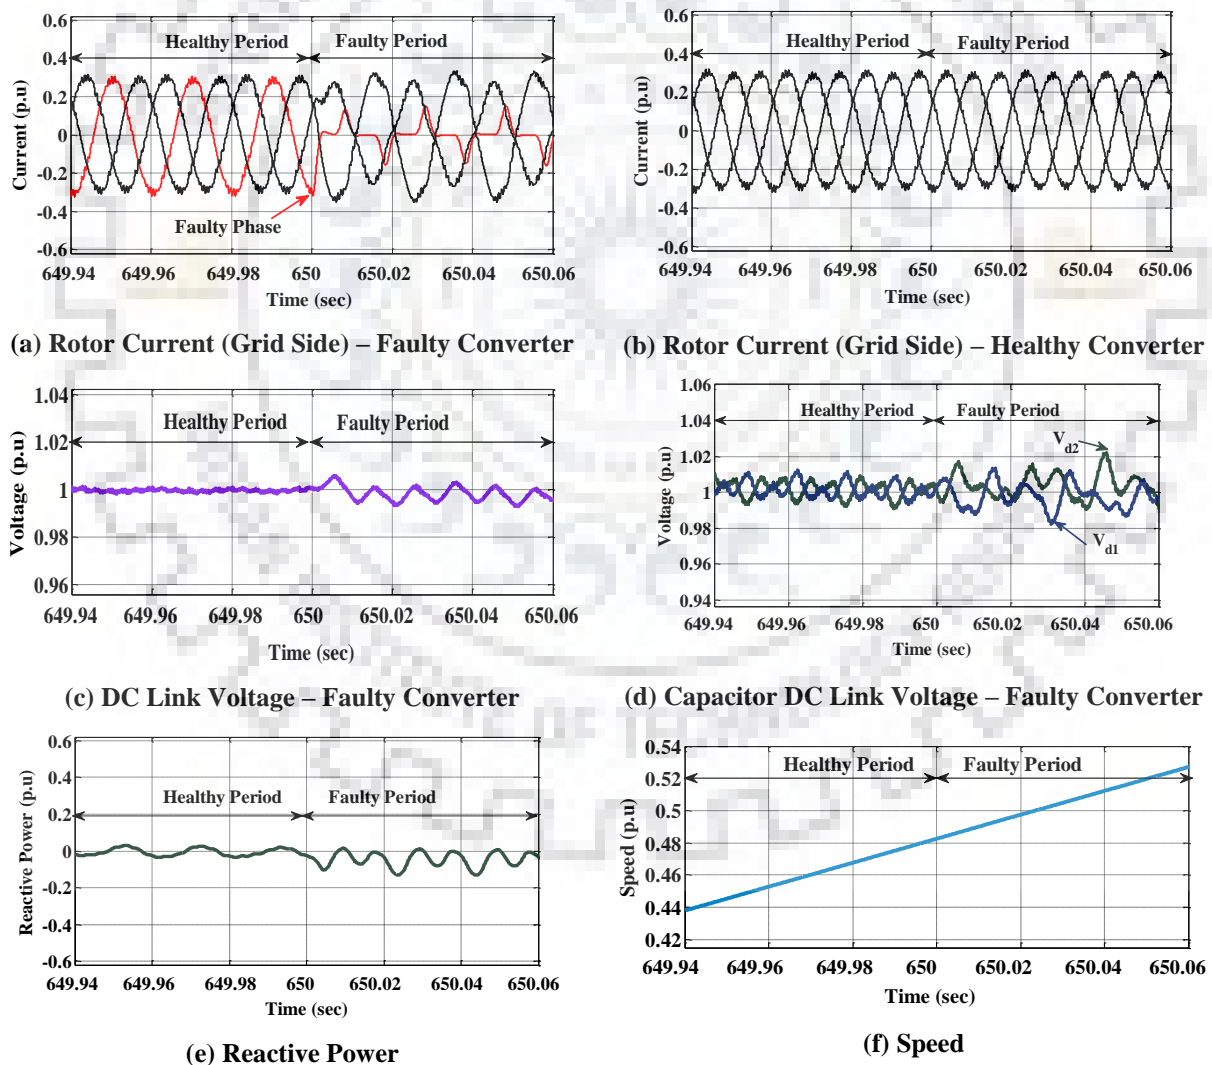 0.6
0.4
0.2
0
-0.2
-0.4
-0.6
Current (p.u)
Healthy Period
Faulty Period
Faulty Phase
649.94 649.96 649.98 650 650.02 650.04 650.06
Time (sec)
(a) Rotor Current (Grid Side) – Faulty Converter
0.6
0.4
0.2
0
-0.2
-0.4
-0.6
Current (p.u)
Healthy Period
Faulty Period
649.94 649.96 649.98 650 650.02 650.04 650.06
Time (sec)
(b) Rotor Current (Grid Side) – Healthy Converter
1.04
1.02
1
0.98
0.96
Voltage (p.u)
Healthy Period
Faulty Period
649.94 649.96 649.98 650 650.02 650.04 650.06
Time (sec)
(c) DC Link Voltage – Faulty Converter
1.06
1.04
1.02
1
0.98
0.96
0.94
Voltage (p.u)
Healthy Period
Faulty Period
Vd2
Vd1
649.94 649.96 649.98 650 650.02 650.04 650.06
Time (sec)
(d) Capacitor DC Link Voltage – Faulty Converter
0.6
0.4
0.2
0
-0.2
-0.4
-0.6
Reactive Power (p.u)
Healthy Period
Faulty Period
649.94 649.96 649.98 650 650.02 650.04 650.06
Time (sec)
(e) Reactive Power
0.54
0.52
0.5
0.48
0.46
0.44
0.42
Speed (p.u)
Healthy Period
Faulty Period
649.94 649.96 649.98 650 650.02 650.04 650.06
Time (sec)
(f) Speed